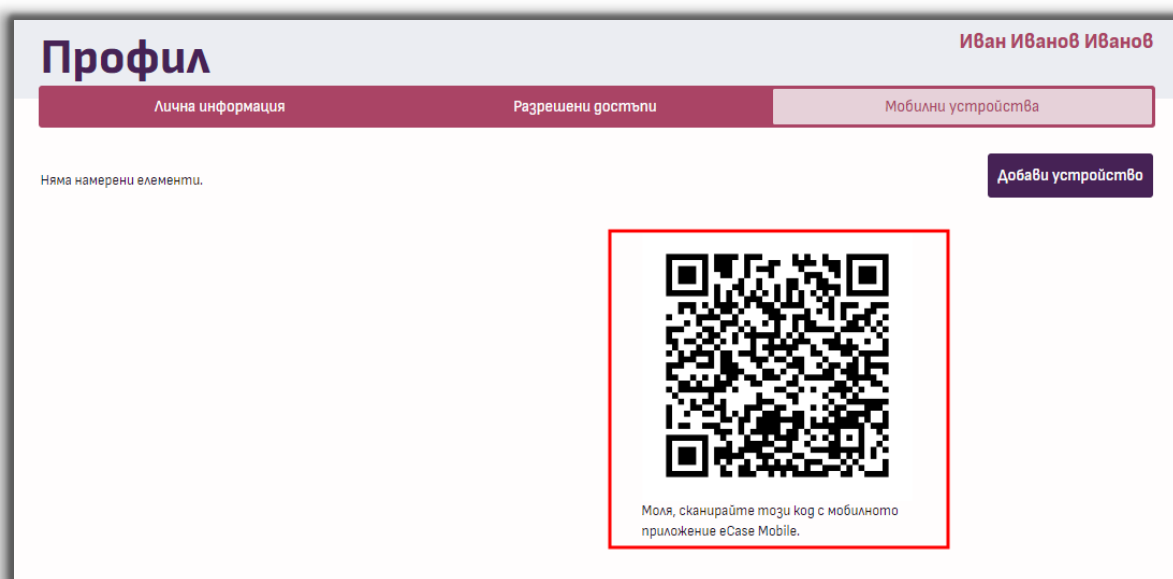 Профил
Иван Иванов Иванов
Лична информация
Разрешени достъпи
Мобилни устройства
Няма намерени елементи.
Добави устройство
Моля, сканирайте този код с мобилното
приложение eCase Mobile.